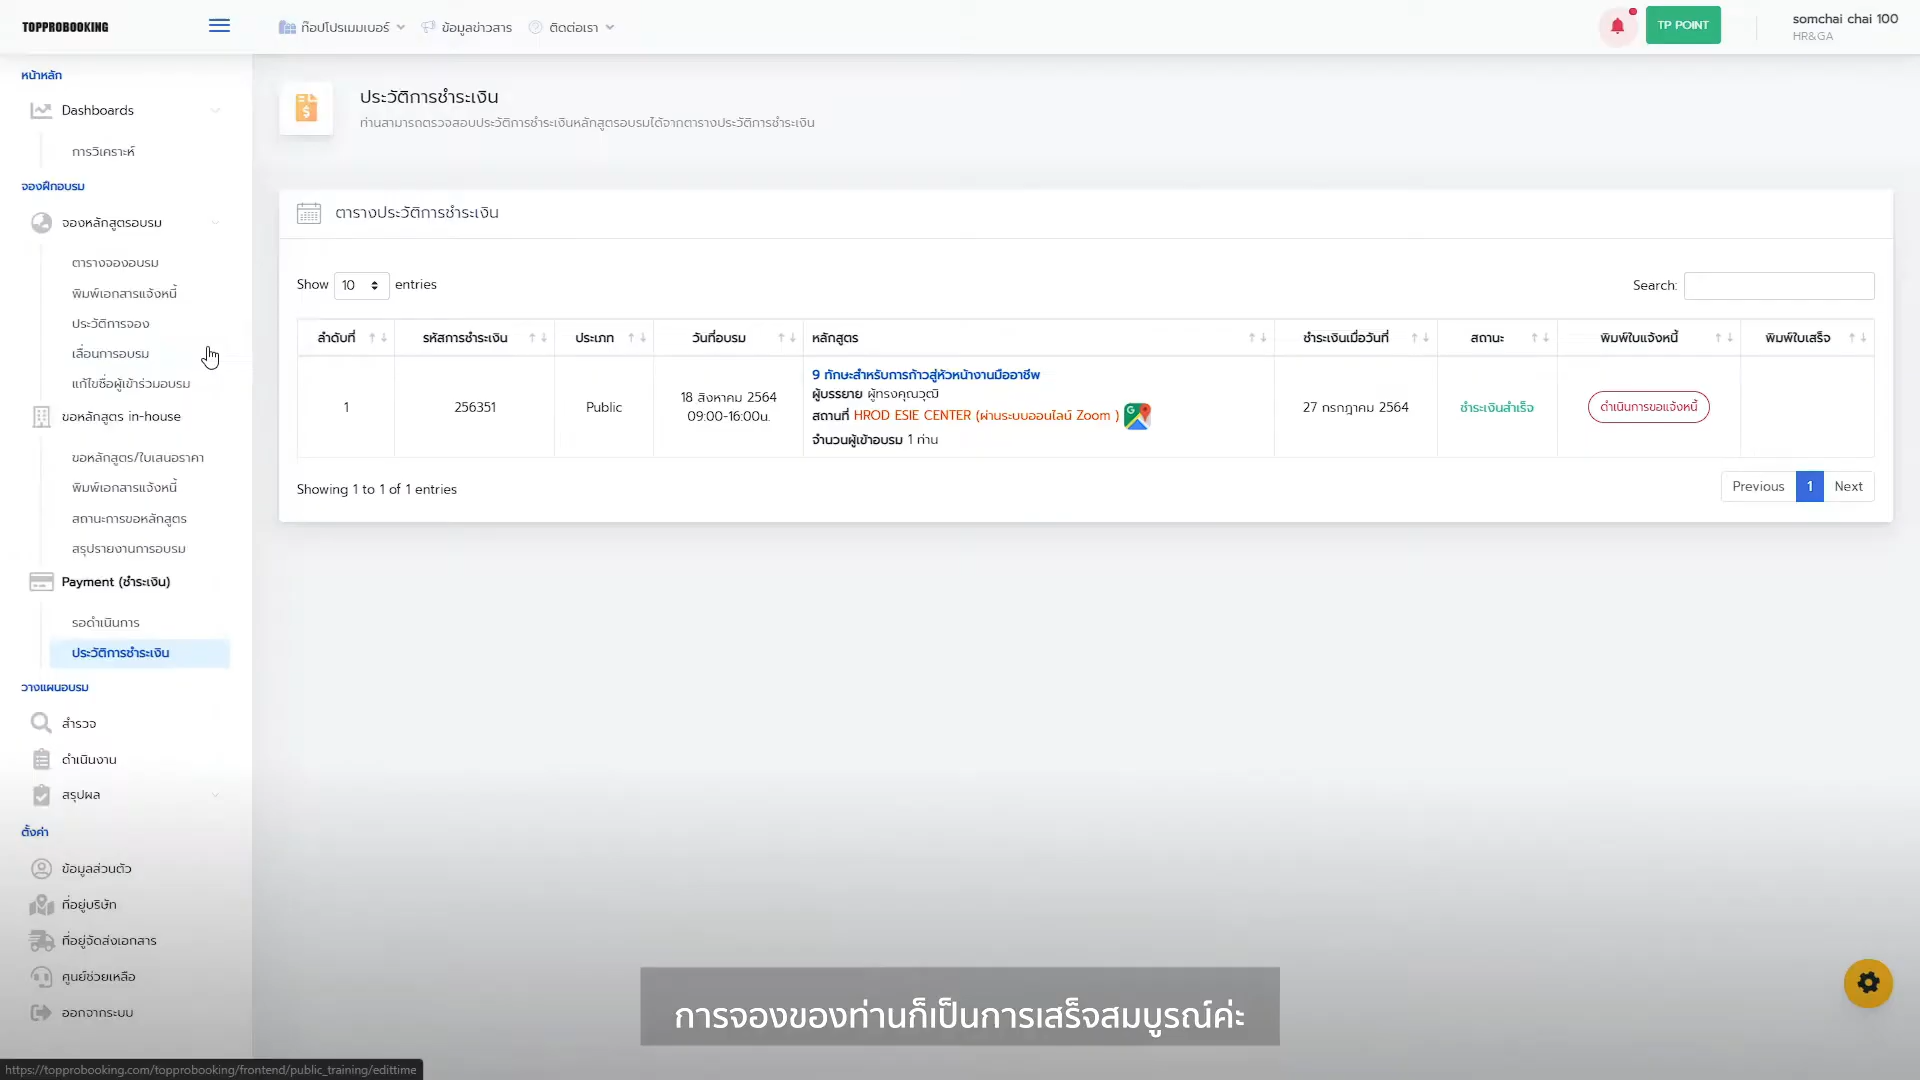 TOPPROBOOKING
ท๊อปโปรเมมเบอร์
ข้อมูลข่าวสาร
ติดต่อเรา
TP POINT
somchai chai 100
HR&GA
หน้าหลัก
Dashboards
การวิเคราะห์
จองฝึกอบรม
จองหลักสูตรอบรม
ตารางจองอบรม
พิมพ์เอกสารแจ้งหนี้
ประวัติการจอง
เลื่อนการอบรม
แก้ไขชื่อผู้เข้าร่วมอบรม
ขอหลักสูตร in-house
ขอหลักสูตร/ใบเสนอราคา
พิมพ์เอกสารแจ้งหนี้
สถานะการขอหลักสูตร
สรุปรายงานการอบรม
Payment (ชำระเงิน)
รอดำเนินการ
ประวัติการชำระเงิน
วางแผนอบรม
สำรวจ
ดำเนินงาน
สรุปผล
ตั้งค่า
ข้อมูลส่วนตัว
ที่อยู่บริษัท
ที่อยู่จัดส่งเอกสาร
ศูนย์ช่วยเหลือ
ออกจากระบบ
ประวัติการชำระเงิน
ท่านสามารถตรวจสอบประวัติการชำระเงินหลักสูตรอบรมได้จากตารางประวัติการชำระเงิน
ตารางประวัติการชำระเงิน
Show 10 entries
Search:
ลำดับที่ รหัสการชำระเงิน ประเภท วันที่อบรม หลักสูตร ชำระเงินเมื่อวันที่ สถานะ พิมพ์ใบแจ้งหนี้ พิมพ์ใบเสร็จ
1
256351
Public
18 สิงหาคม 2564
09:00-16:00น.
9 ทักษะสำหรับการก้าวสู่หัวหน้างานมืออาชีพ
ผู้บรรยาย ผู้ทรงคุณวุฒิ
สถานที่ HROD ESIE CENTER (ผ่านระบบออนไลน์ Zoom )
จำนวนผู้เข้าอบรม 1 ท่าน
27 กรกฎาคม 2564
ชำระเงินสำเร็จ
ดำเนินการขอแจ้งหนี้
Showing 1 to 1 of 1 entries
Previous 1 Next
การจองของท่านก็เป็นการเสร็จสมบูรณ์ค่ะ
https://topprobooking.com/topprobooking/frontend/public_training/edittime